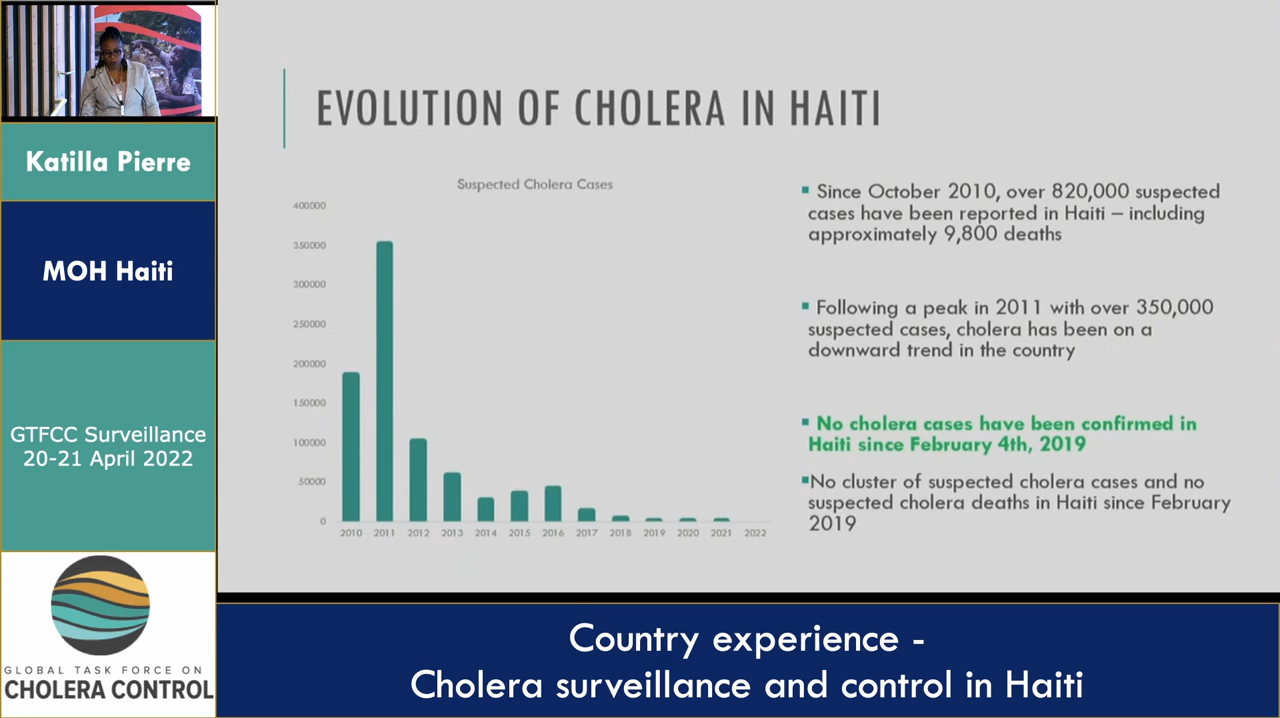 Katilla Pierre
MOH Haiti
GTFCC Surveillance
20-21 April 2022
GLOBAL TASK FORCE ON
CHOLERA CONTROL
EVOLUTION OF CHOLERA IN HAITI
Suspected Cholera Cases
400000
350000
300000
250000
200000
150000
100000
50000
0
2010 2011 2012 2013 2014 2015 2016 2017 2018 2019 2020 2021 2022
▪ Since October 2010, over 820,000 suspected
cases have been reported in Haiti – including
approximately 9,800 deaths
▪ Following a peak in 2011 with over 350,000
suspected cases, cholera has been on a
downward trend in the country
▪ No cholera cases have been confirmed in
Haiti since February 4th, 2019
▪No cluster of suspected cholera cases and no
suspected cholera deaths in Haiti since February
2019
Country experience -
Cholera surveillance and control in Haiti